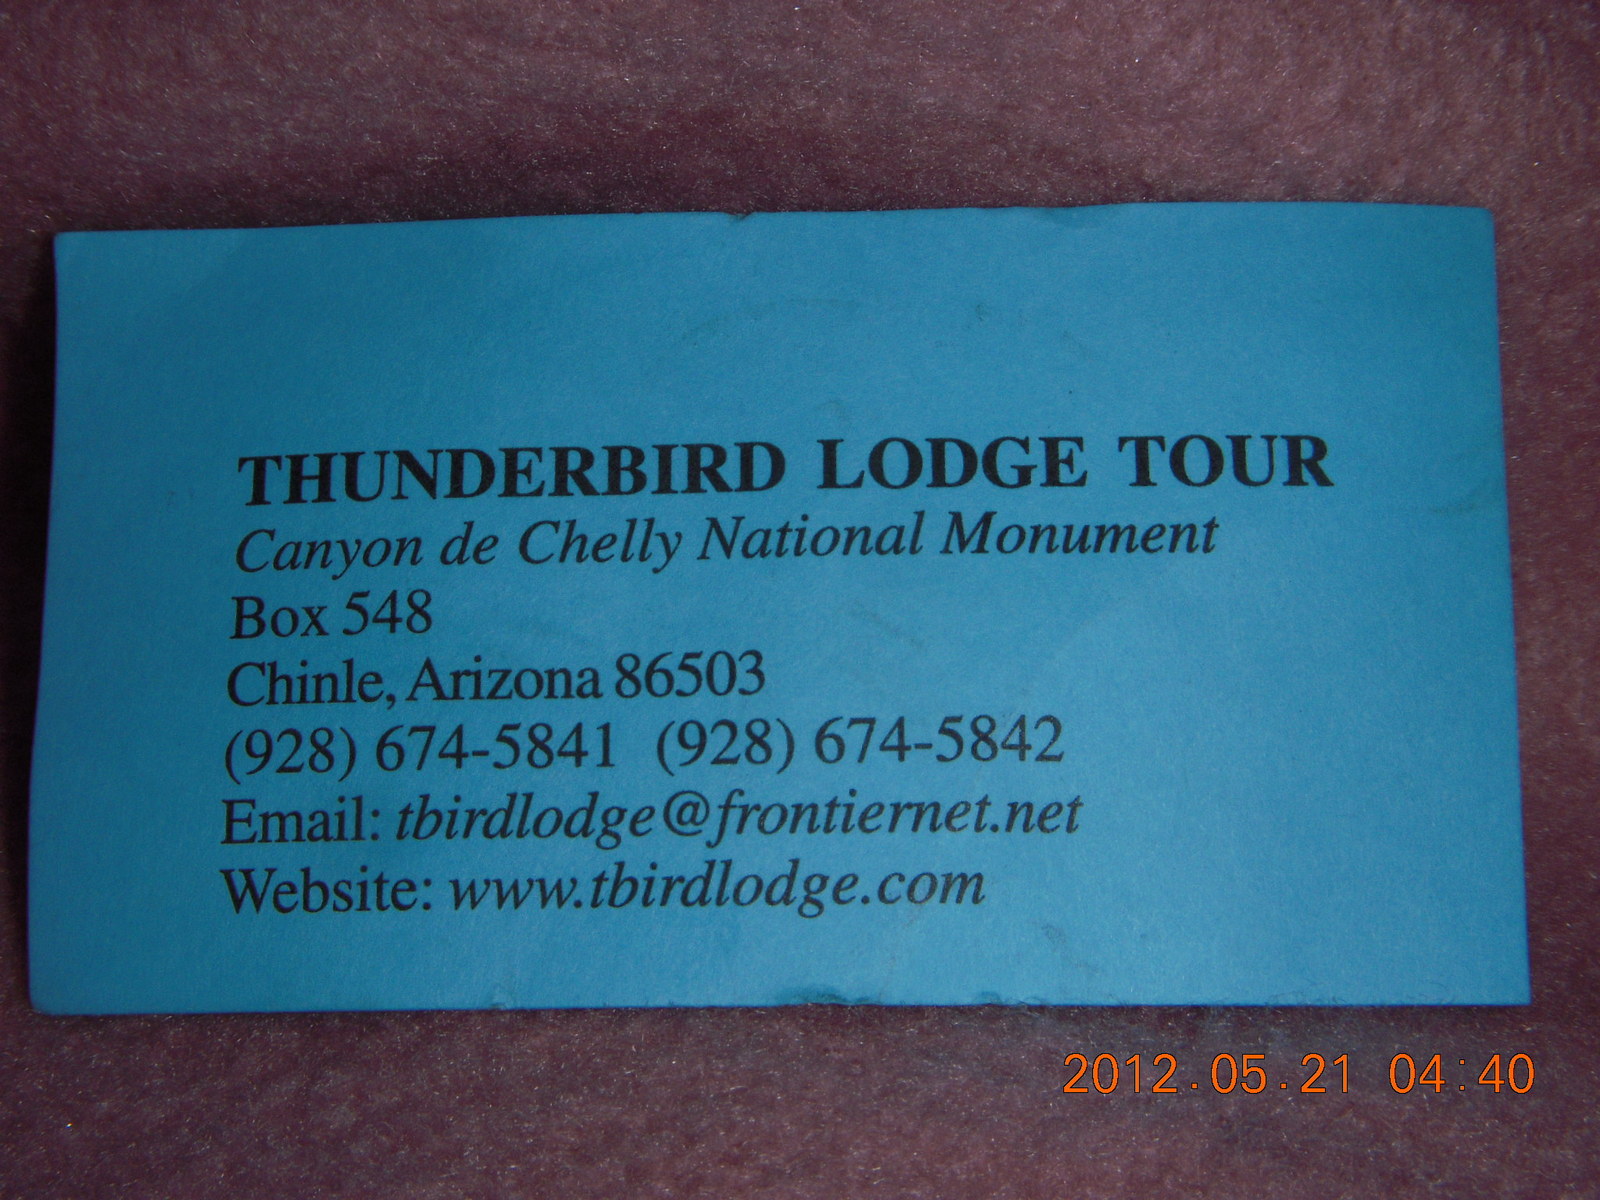 THUNDERBIRD LODGE TOUR
Canyon de Chelly National Monument
Box 548
Chinle, Arizona 86503
(928) 674-5841 (928) 674-5842
Email: tbirdlodge@frontiernet.net
Website: www.tbirdlodge.com
2012.05.21 04:40